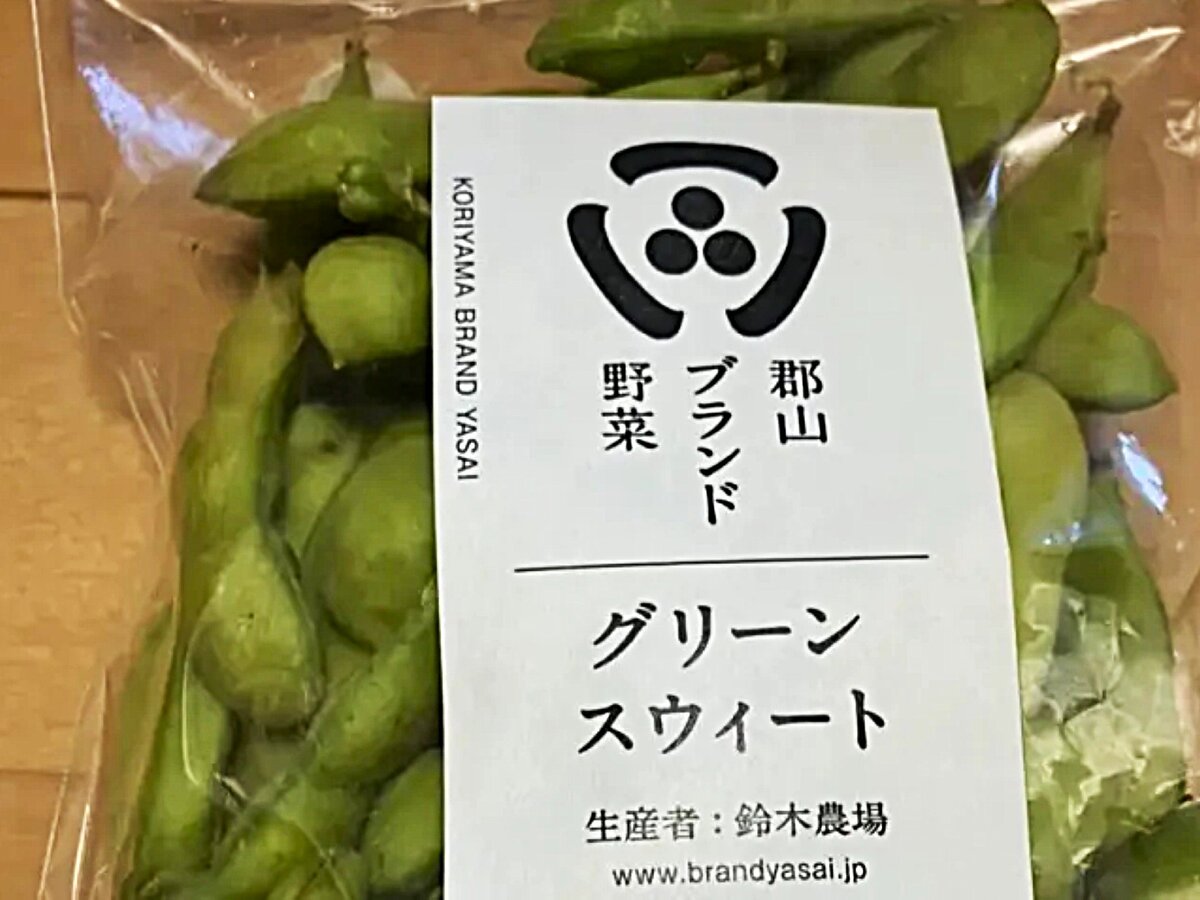 KORIYAMA BRAND YASAI
郡山
ブランド
野菜
グリーン
スウィート
生産者：鈴木農場
www.brandyasai.jp